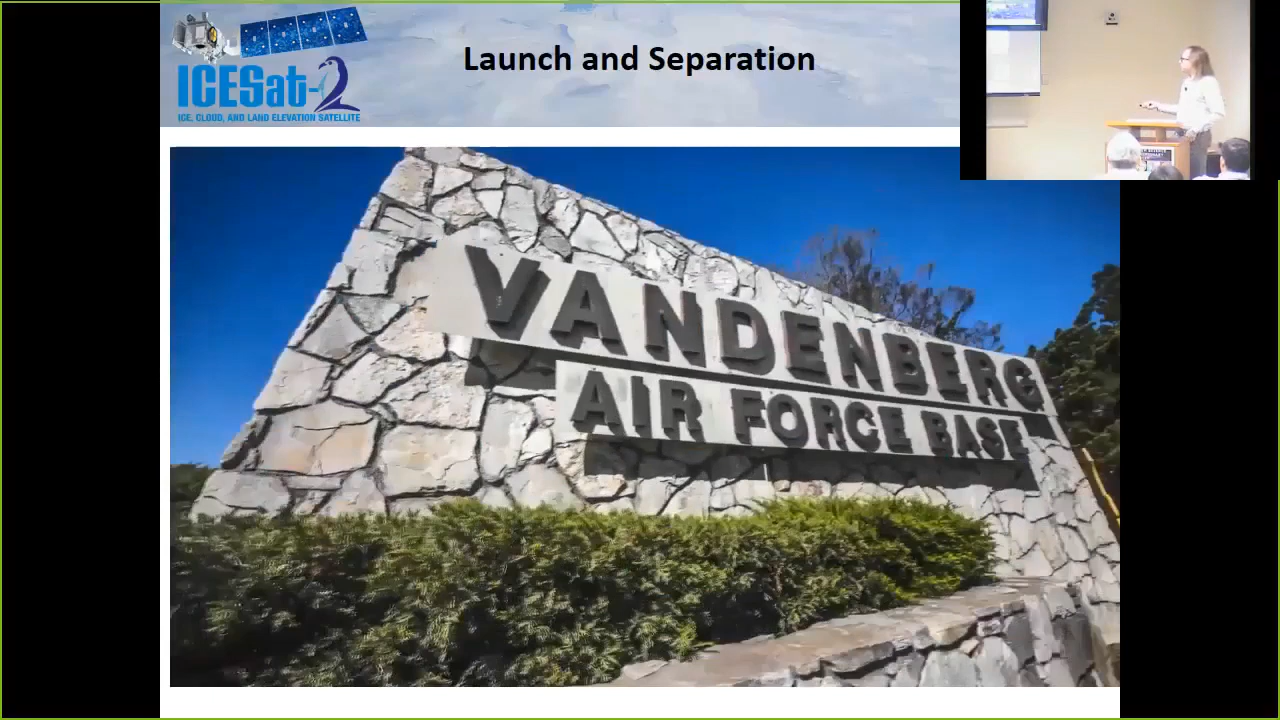 ICESat-2
ICE, CLOUD, AND LAND ELEVATION SATELLITE
Launch and Separation
VANDENBERG
AIR FORCE BASE